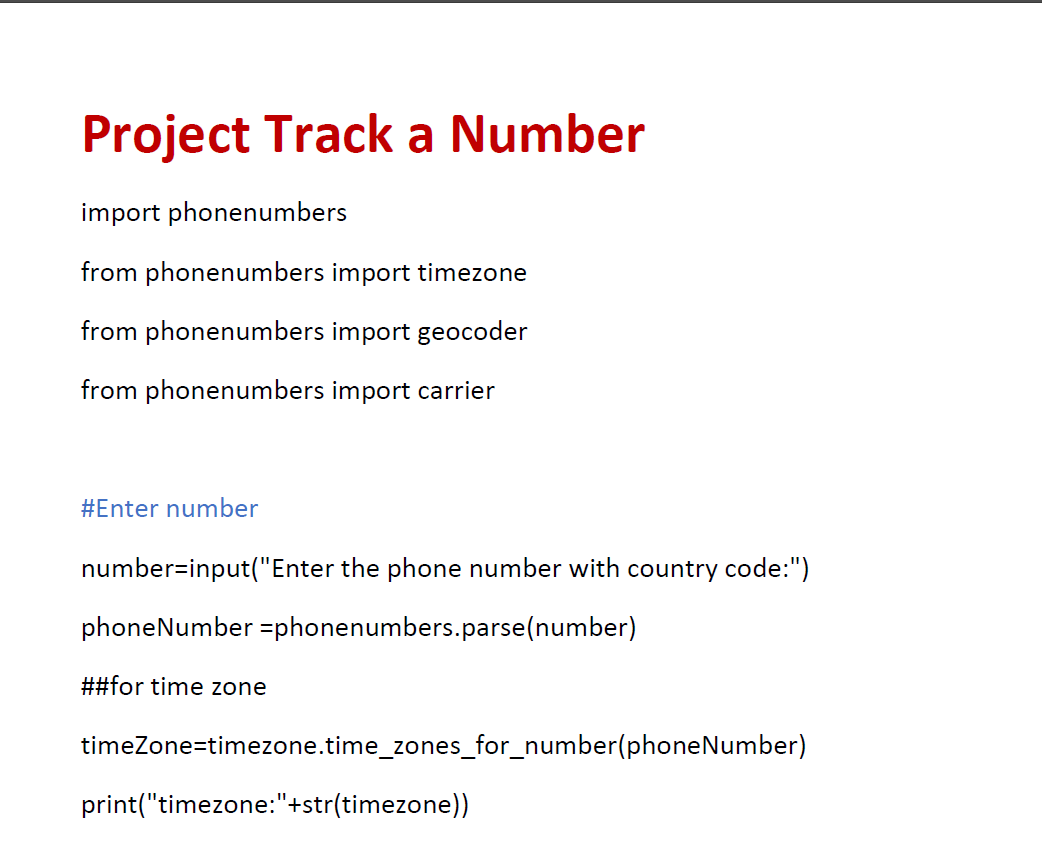 Project Track a Number
import phonenumbers
from phonenumbers import timezone
from phonenumbers import geocoder
from phonenumbers import carrier
#Enter number
number=input("Enter the phone number with country code:")
phoneNumber =phonenumbers.parse(number)
##for time zone
timeZone=timezone.time_zones_for_number(phoneNumber)
print("timezone:"+str(timezone))